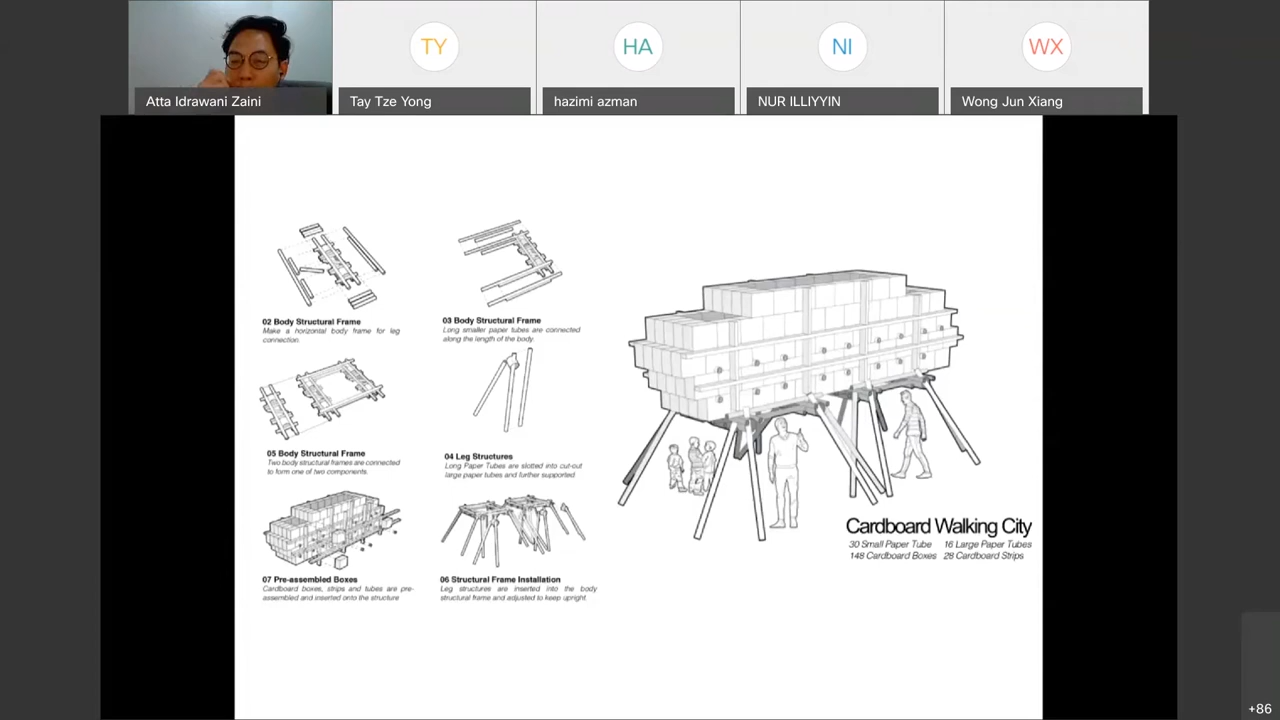 TY
HA
NI
WX
Atta Idrawani Zaini
Tay Tze Yong
hazimi azman
NUR ILLIYYIN
Wong Jun Xiang
02 Body Structural Frame
Make a horizontal body frame for leg
connection.
03 Body Structural Frame
Long smaller paper tubes are connected
along the length of the body.
05 Body Structural Frame
Two body structural frames are connected
to form one of two components.
04 Leg Structures
Long Paper Tubes are slotted into cut-out
large paper tubes and further supported
07 Pre-assembled Boxes
Cardboard boxes, strips and tubes are pre-
assembled and inserted onto the structure
06 Structural Frame Installation
Leg structures are inserted into the body
structural frame and adjusted to keep upright.
Cardboard Walking City
30 Small Paper Tube 16 Large Paper Tubes
148 Cardboard Boxes 28 Cardboard Strips
+86